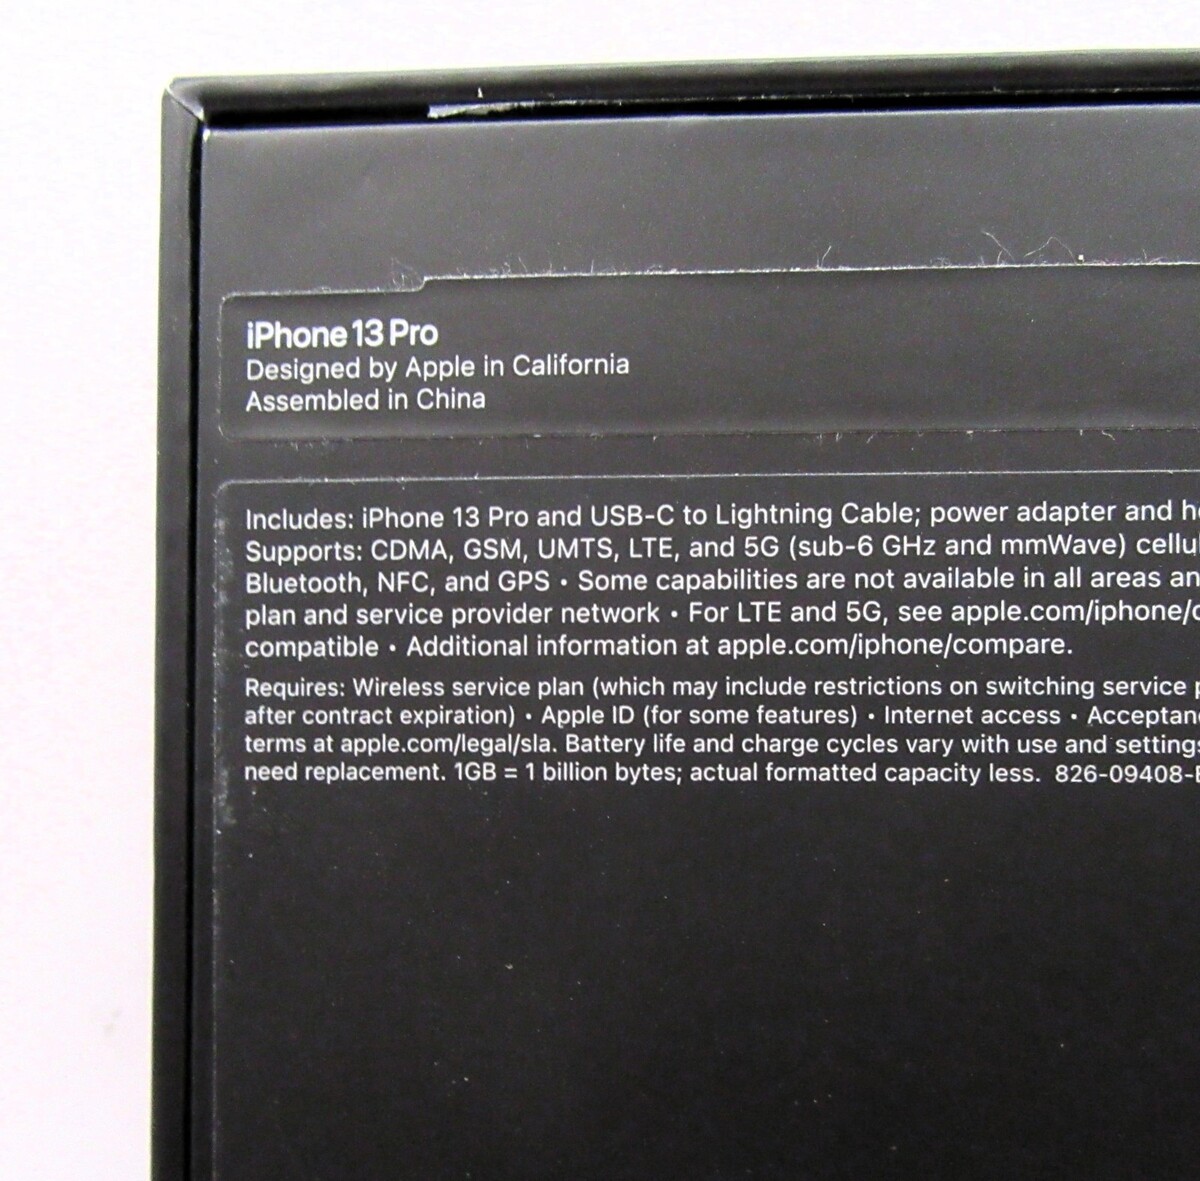 iPhone 13 Pro
Designed by Apple in California
Assembled in China
Includes: iPhone 13 Pro and USB-C to Lightning Cable; power adapter and
Supports: CDMA, GSM, UMTS, LTE, and 5G (sub-6 GHz and mmWave)
Bluetooth, NFC, and GPS • Some capabilities are not available in all areas
plan and service provider network • For LTE and 5G, see
compatible • Additional information at apple.com/iphone/compare.
Requires: Wireless service plan (which may include restrictions on switching service
after contract expiration) • Apple ID (for some features) • Internet access •
terms at apple.com/legal/sla. Battery life and charge cycles vary with use and
need replacement. 1GB = 1 billion bytes; actual formatted capacity less.